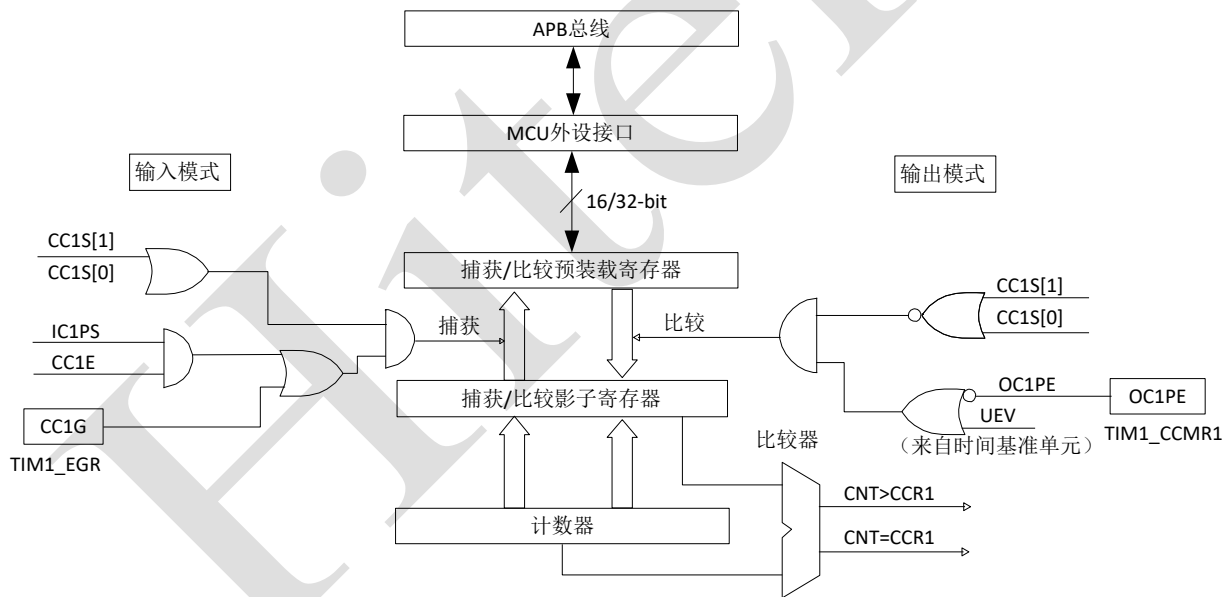 APB总线
MCU外设接口
输入模式
输出模式
16/32-bit
CC1S[1]
CC1S[0]
捕获/比较预装载寄存器
CC1S[1]
CC1S[0]
IC1PS
CC1E
捕获
比较
捕获/比较影子寄存器
OC1PE
OC1PE
CC1G
UEV
TIM1_EGR
比较器
（来自时间基准单元）
TIM1_CCMR1
CNT>CCR1
计数器
CNT=CCR1